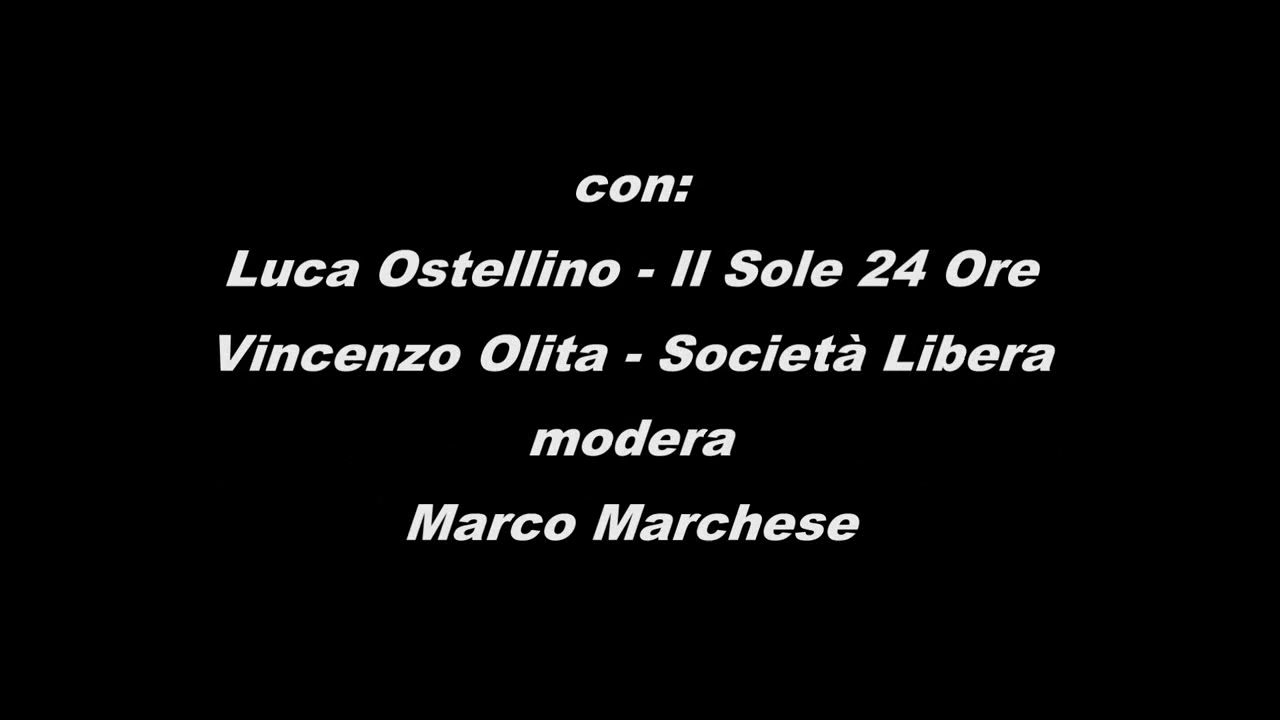 con:
Luca Ostellino - Il Sole 24 Ore
Vincenzo Olita - Società Libera
modera
Marco Marchese